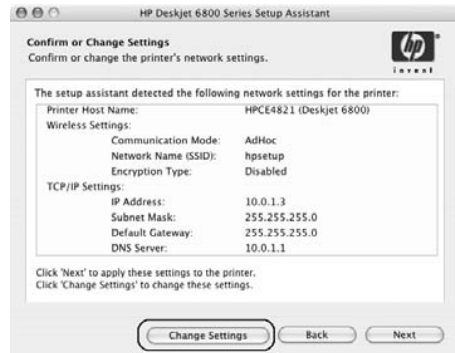 HP Deskjet 6800 Series Setup Assistant
Confirm or Change Settings
Confirm or change the printer's network settings.
hp
invent
The setup assistant detected the following network settings for the printer:
Printer Host Name: HPCE4821 (Deskjet 6800)
Wireless Settings:
Communication Mode: AdHoc
Network Name (SSID): hpsetup
Encryption Type: Disabled
TCP/IP Settings:
IP Address: 10.0.1.3
Subnet Mask: 255.255.255.0
Default Gateway: 255.255.255.0
DNS Server: 10.0.1.1
Click 'Next' to apply these settings to the printer.
Click 'Change Settings' to change these settings.
Change Settings Back Next